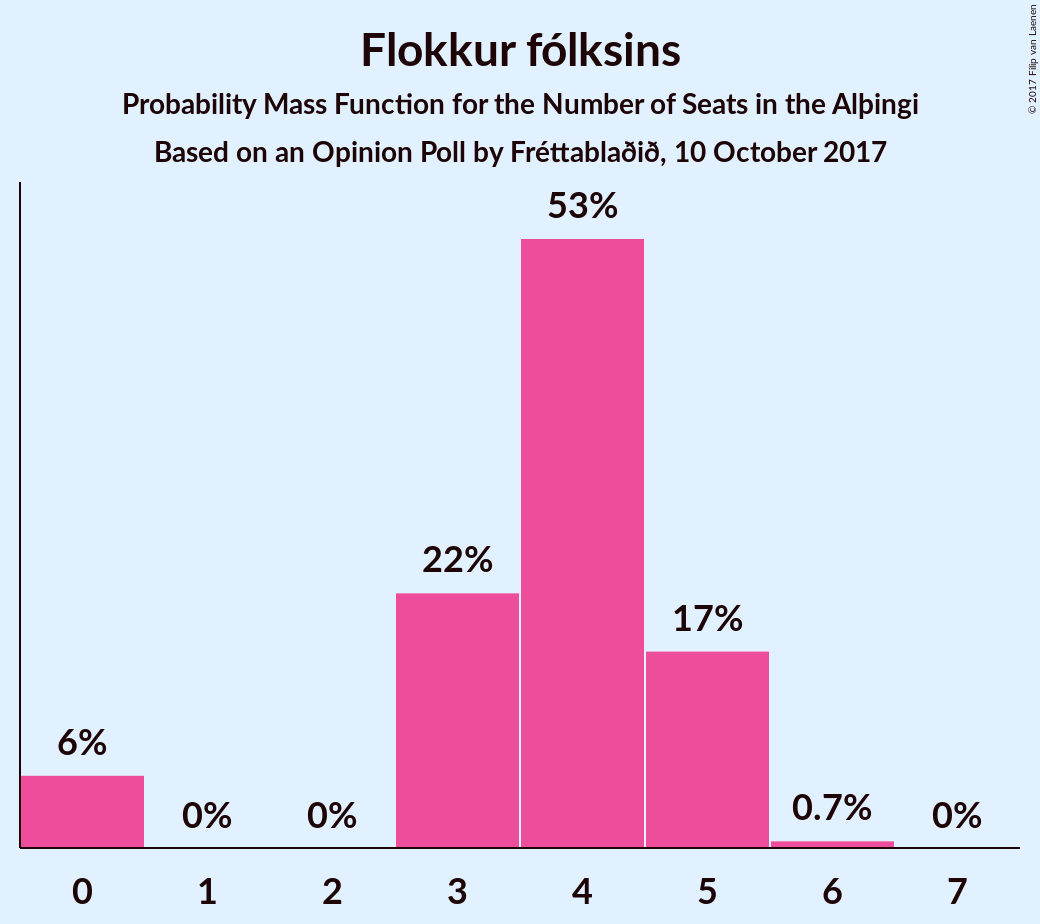 Flokkur fólksins
Probability Mass Function for the Number of Seats in the Alþingi
Based on an Opinion Poll by Fréttablaðið, 10 October 2017
© 2017 Filip van Laenen
53%
22%
17%
6%
0%
0%
0.7%
0%
0 1 2 3 4 5 6 7